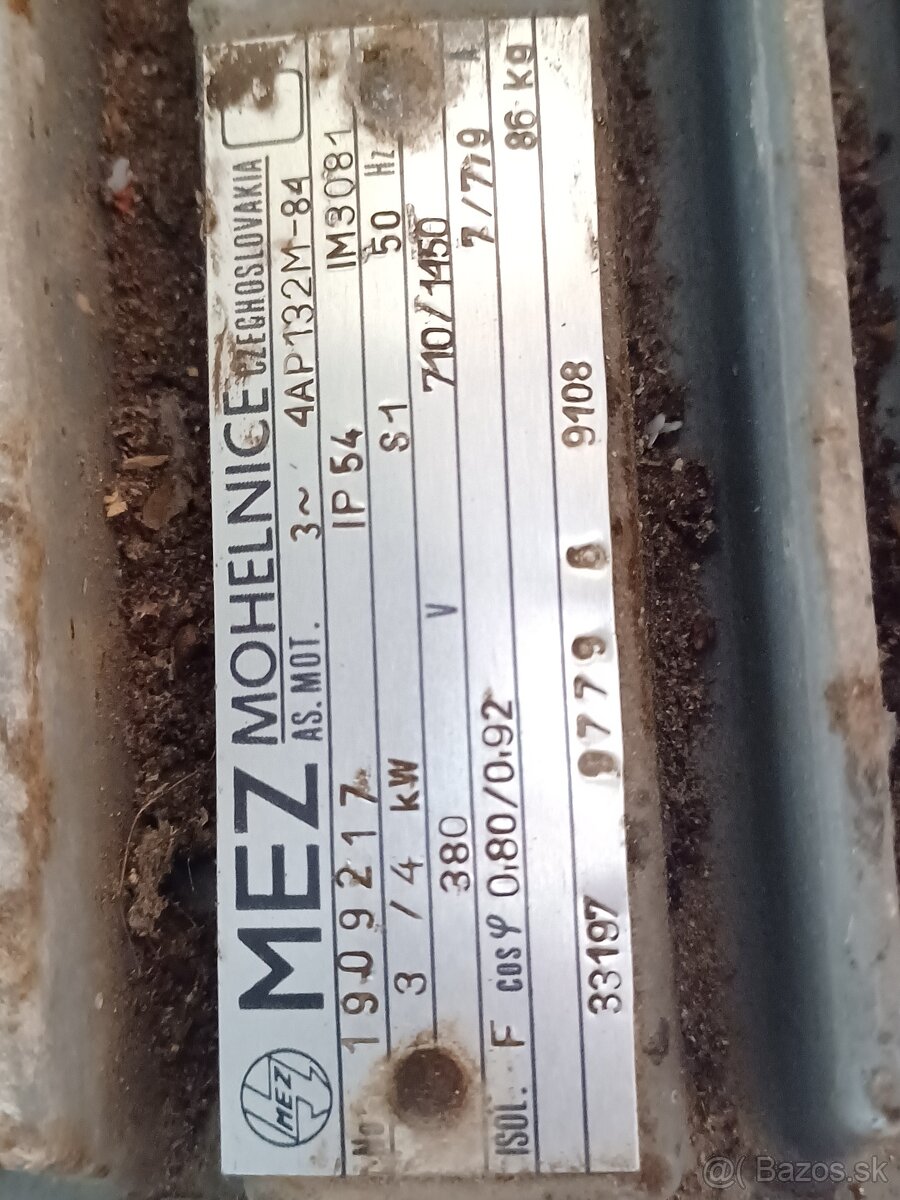 MEZ
MEZ MOHELNICE CZECHOSLOVAKIA
AS. MOT. 3~ 4AP132M-84
No. 1909217 IP 54 IM3081
3 / 4 kW S1 50 Hz
380 V 710/1450
A
ISOL. F cos φ 0,80/0,92 7/7,9
86 kg
33197 9779 6 9108
@( Bazos.sk